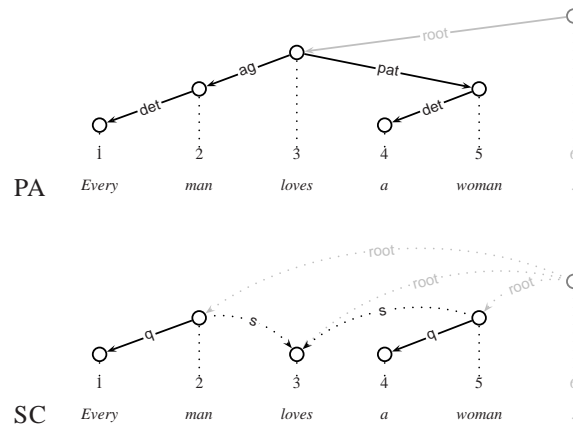 root
ag pat
det det
1 2 3 4 5
PA Every man loves a woman
root
root root
s s
q q
1 2 3 4 5
SC Every man loves a woman